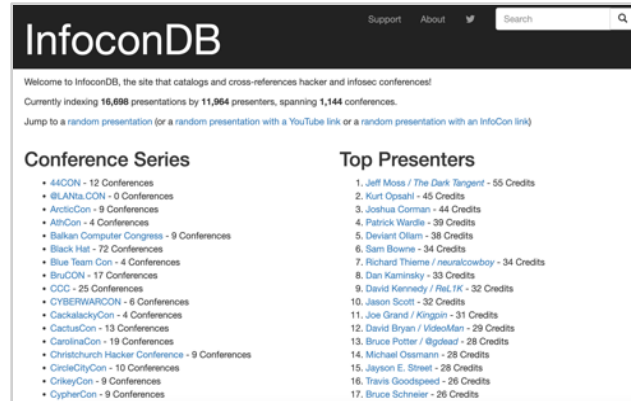 InfoconDB
Support About Search
Welcome to InfoconDB, the site that catalogs and cross-references hacker and infosec conferences!
Currently indexing 16,698 presentations by 11,964 presenters, spanning 1,144 conferences.
Jump to a random presentation (or a random presentation with a YouTube link or a random presentation with an InfoCon link)
Conference Series
• 44CON - 12 Conferences
• @LANta.CON - 0 Conferences
• ArcticCon - 9 Conferences
• AthCon - 4 Conferences
• Balkan Computer Congress - 9 Conferences
• Black Hat - 72 Conferences
• Blue Team Con - 4 Conferences
• BruCON - 17 Conferences
• CCC - 25 Conferences
• CYBERWARCON - 6 Conferences
• CackalackyCon - 4 Conferences
• CactusCon - 13 Conferences
• CarolinaCon - 19 Conferences
• Christchurch Hacker Conference - 9 Conferences
• CircleCityCon - 10 Conferences
• CrikeyCon - 9 Conferences
• CypherCon - 9 Conferences
Top Presenters
1. Jeff Moss / The Dark Tangent - 55 Credits
2. Kurt Opsahl - 45 Credits
3. Joshua Corman - 44 Credits
4. Patrick Wardle - 39 Credits
5. Deviant Ollam - 38 Credits
6. Sam Bowne - 34 Credits
7. Richard Thieme / neuralcowboy - 34 Credits
8. Dan Kaminsky - 33 Credits
9. David Kennedy / ReL1K - 32 Credits
10. Jason Scott - 32 Credits
11. Joe Grand / Kingpin - 31 Credits
12. David Bryan / VideoMan - 29 Credits
13. Bruce Potter / @gdead - 28 Credits
14. Michael Ossmann - 28 Credits
15. Jayson E. Street - 28 Credits
16. Travis Goodspeed - 26 Credits
17. Bruce Schneier - 26 Credits